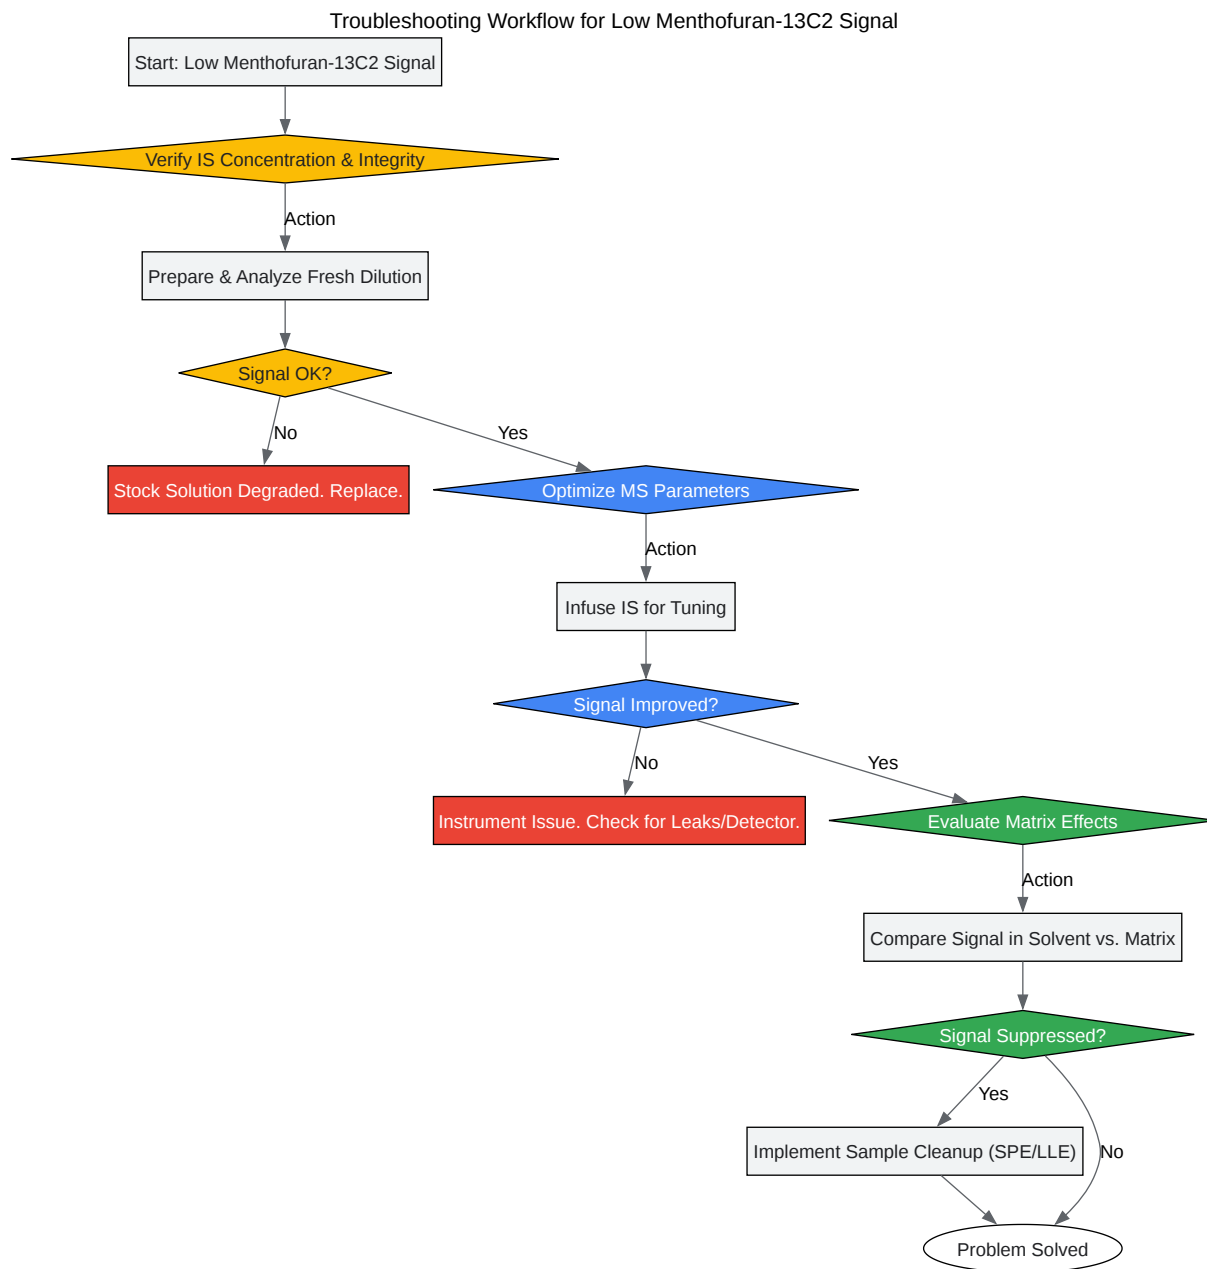 Troubleshooting Workflow for Low Menthofuran-13C2 Signal
Start: Low Menthofuran-13C2 Signal
Verify IS Concentration & Integrity
Action
Prepare & Analyze Fresh Dilution
Signal OK?
No
Yes
Stock Solution Degraded. Replace.
Optimize MS Parameters
Action
Infuse IS for Tuning
Signal Improved?
No
Yes
Instrument Issue. Check for Leaks/Detector.
Evaluate Matrix Effects
Action
Compare Signal in Solvent vs. Matrix
Signal Suppressed?
Yes
Implement Sample Cleanup (SPE/LLE)
No
Problem Solved